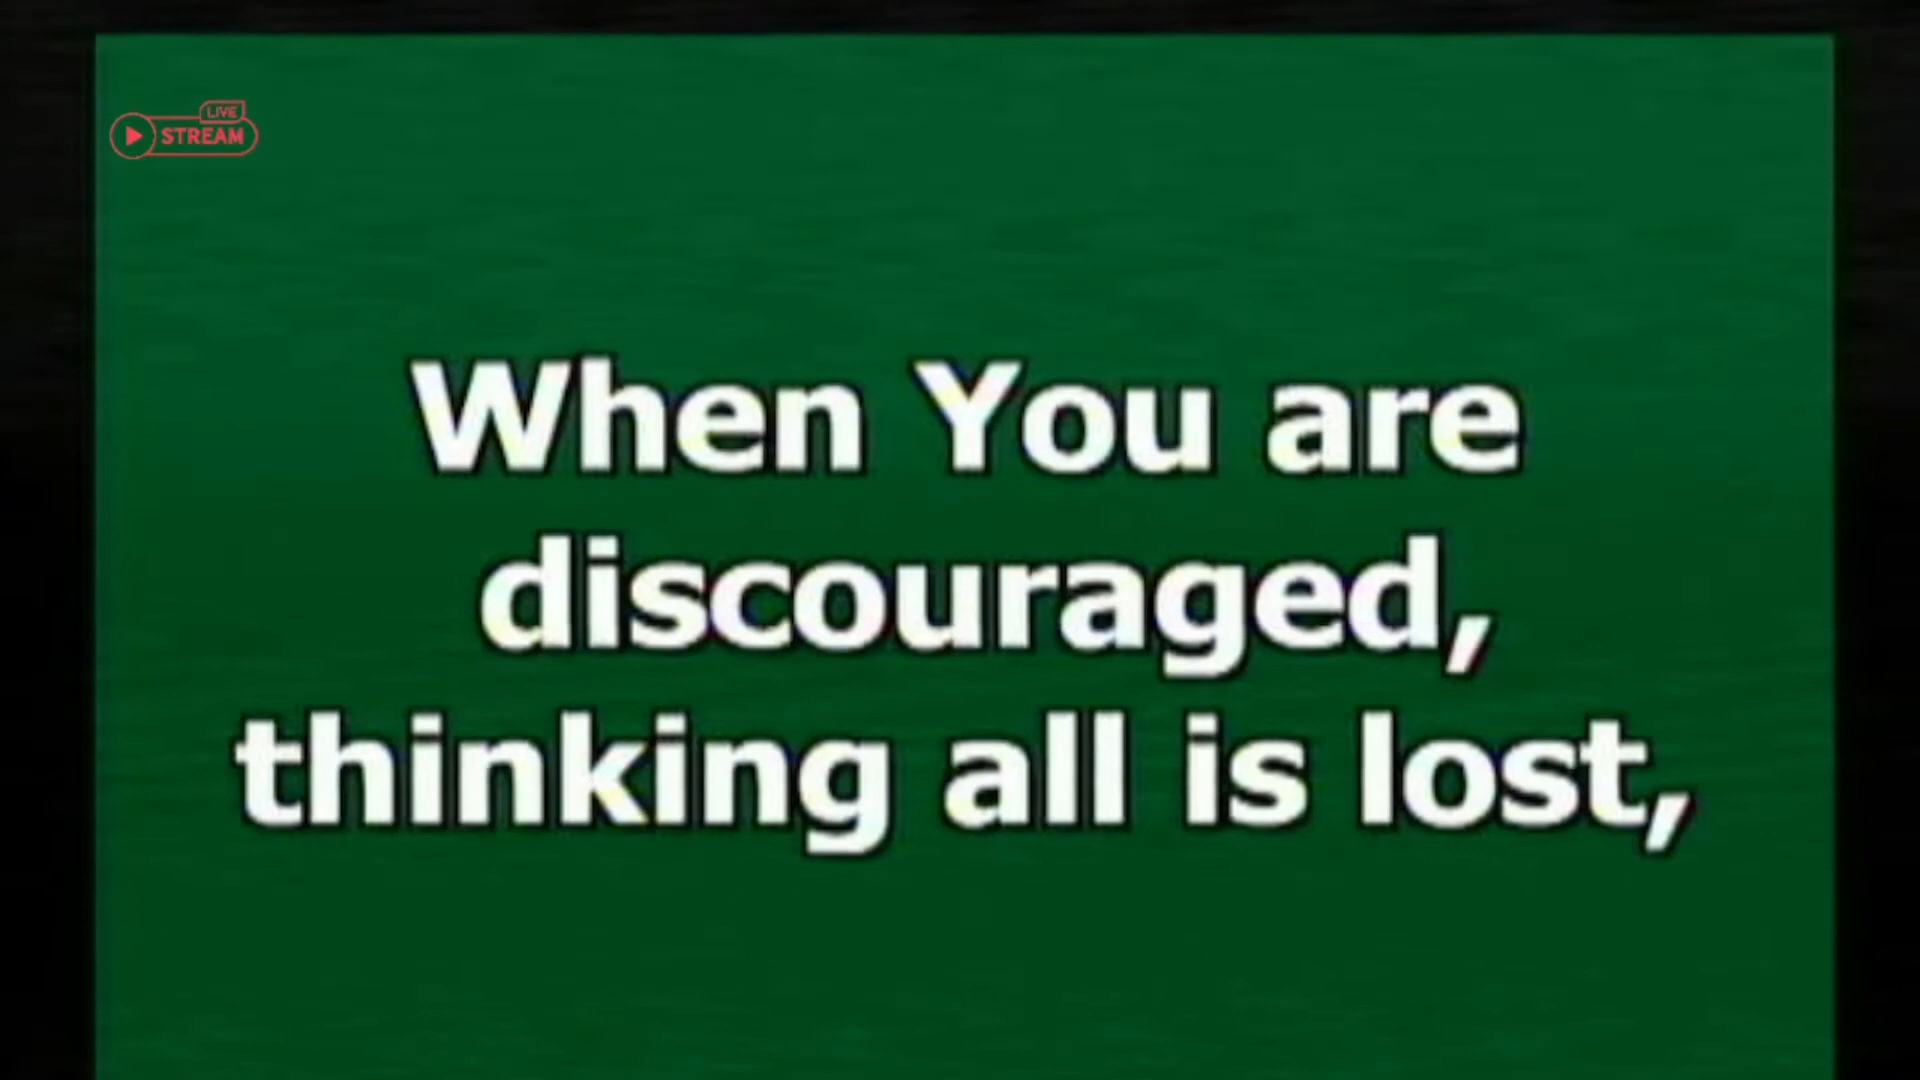 LIVE
STREAM
When You are
discouraged,
thinking all is lost,